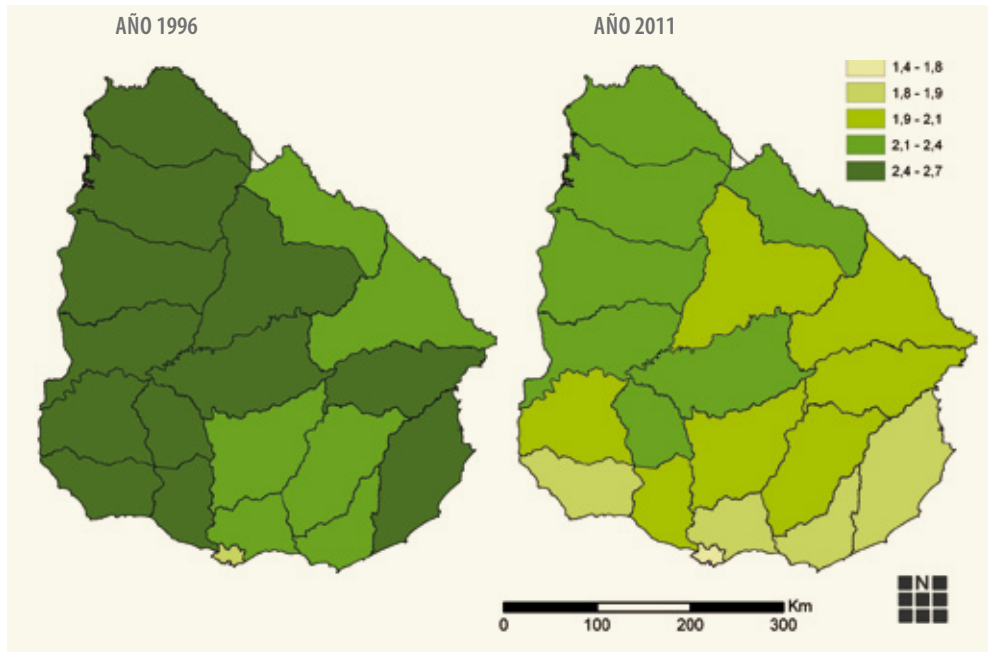 AÑO 1996
AÑO 2011
1,4 - 1,8
1,8 - 1,9
1,9 - 2,1
2,1 - 2,4
2,4 - 2,7
N
Km
0 100 200 300